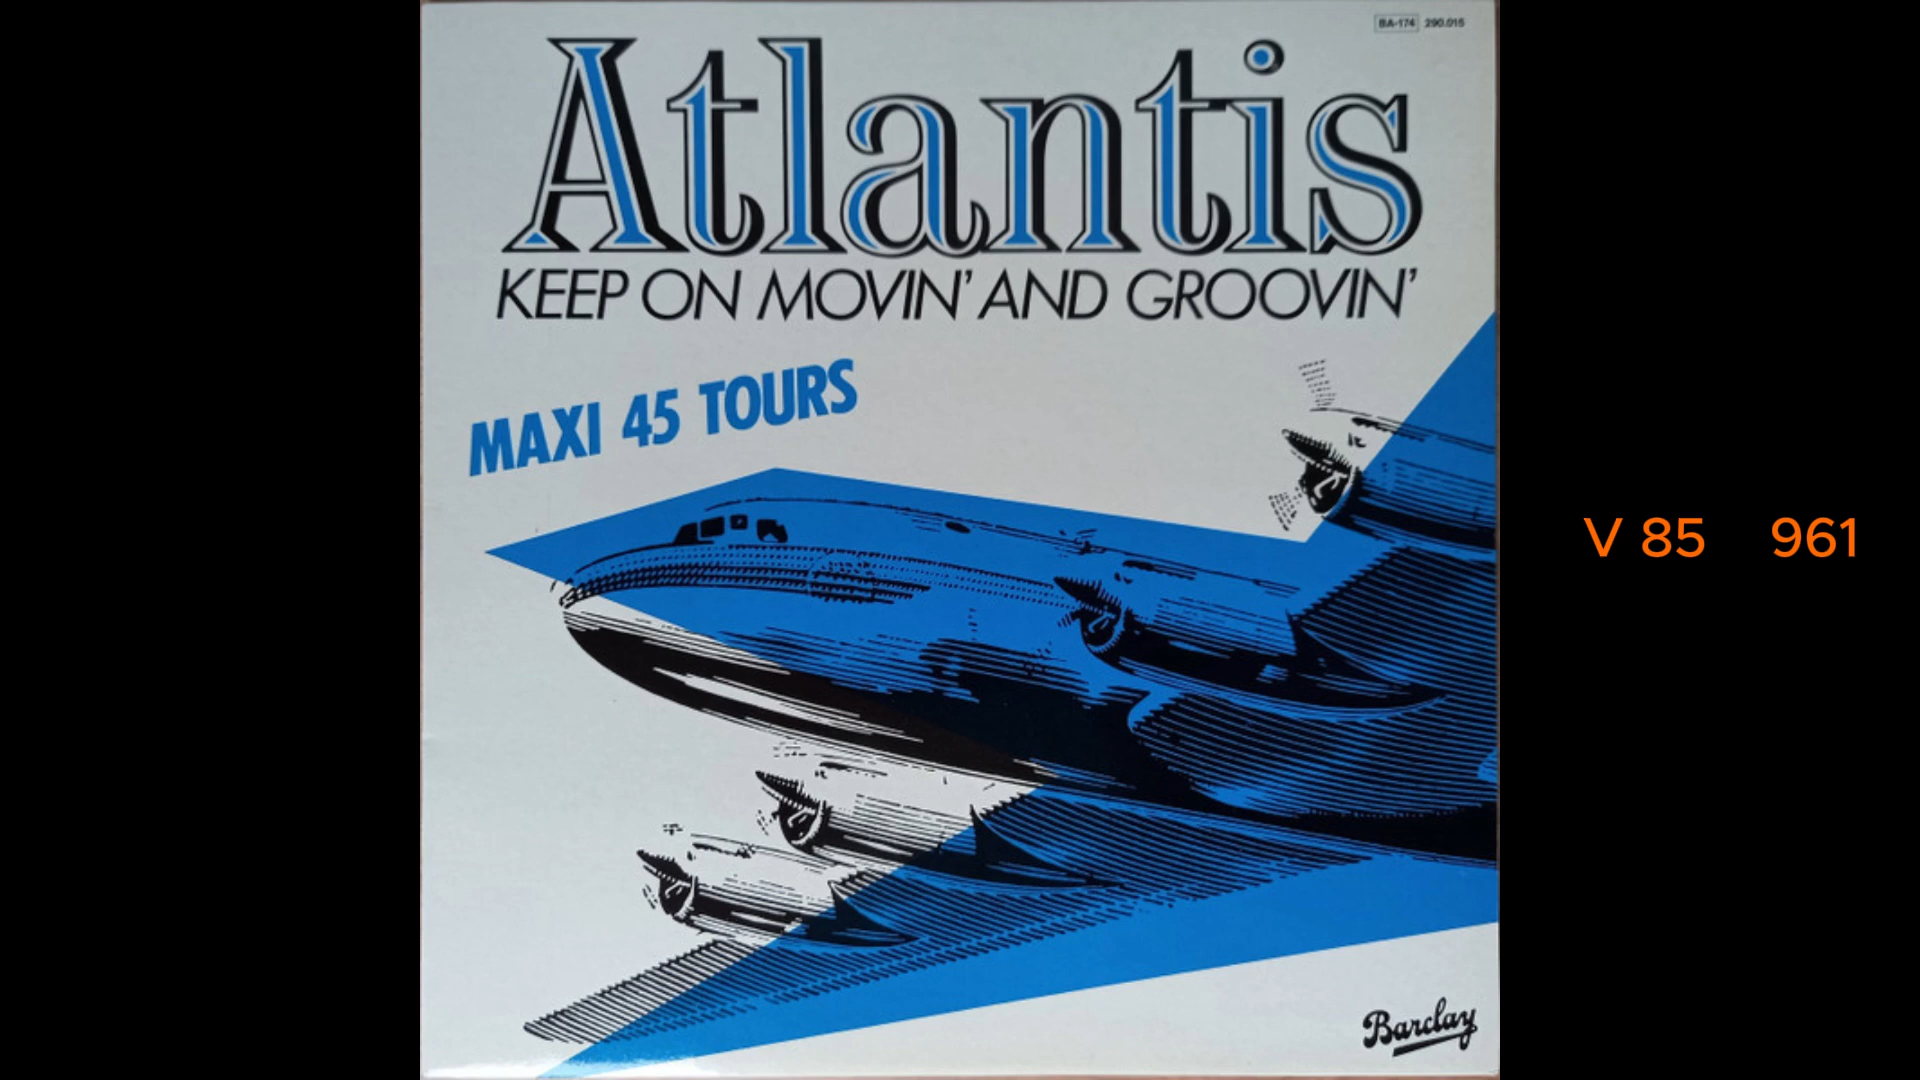 BA-174 290.015
Atlantis
KEEP ON MOVIN' AND GROOVIN'
MAXI 45 TOURS
V 85 961
Barclay